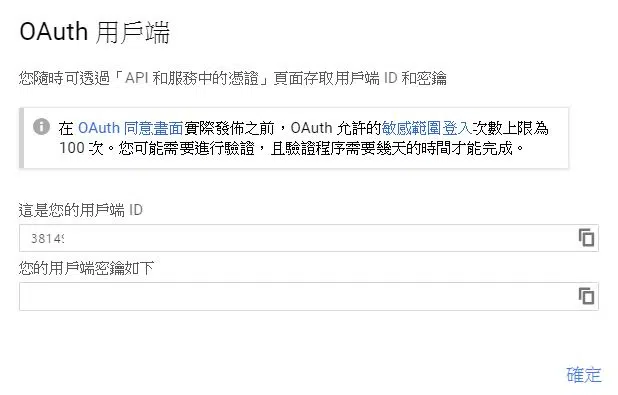 OAuth 用戶端
您隨時可透過「API 和服務中的憑證」頁面存取用戶端 ID 和密鑰
在 OAuth 同意畫面實際發佈之前，OAuth 允許的敏感範圍登入次數上限為
100 次。您可能需要進行驗證，且驗證程序需要幾天的時間才能完成。
這是您的用戶端 ID
38149
您的用戶端密鑰如下
確定